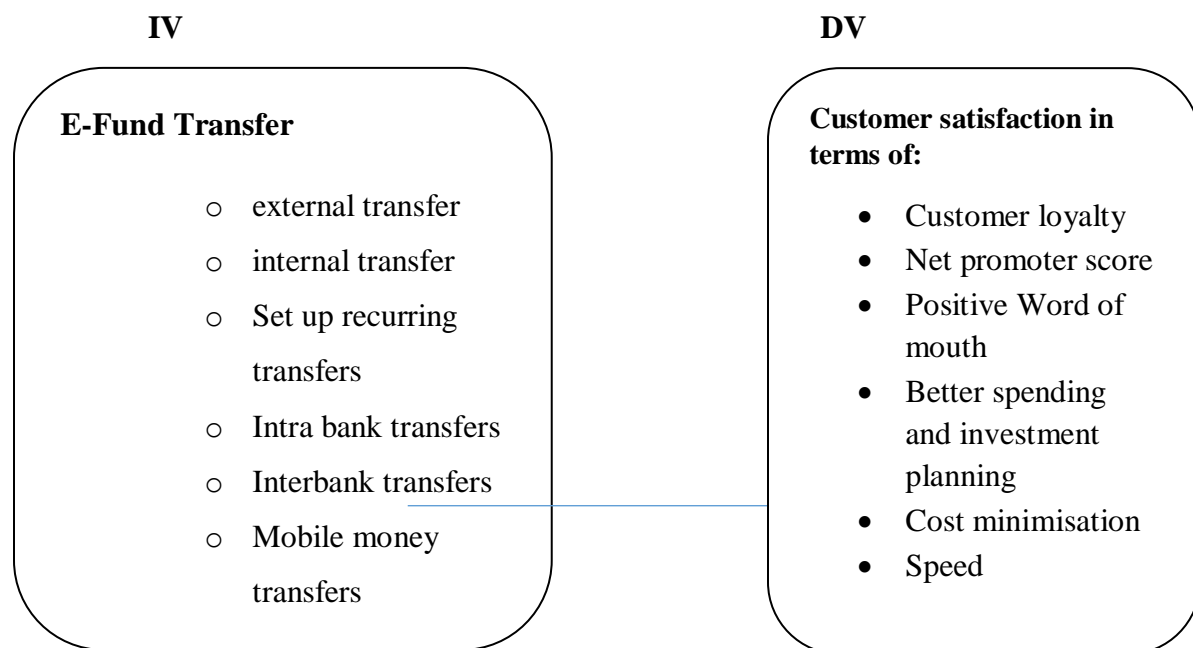 IV
DV
E-Fund Transfer
o external transfer
o internal transfer
o Set up recurring
transfers
o Intra bank transfers
o Interbank transfers
o Mobile money
transfers
Customer satisfaction in
terms of:
• Customer loyalty
• Net promoter score
• Positive Word of
mouth
• Better spending
and investment
planning
• Cost minimisation
• Speed